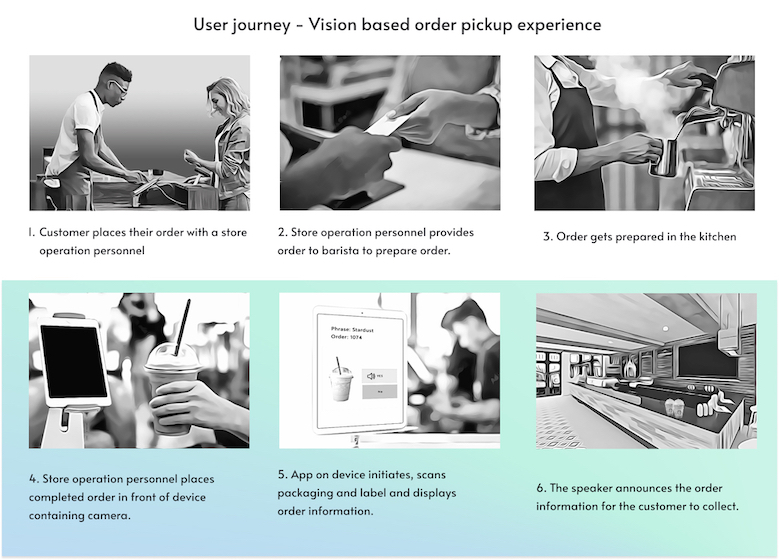 User journey - Vision based order pickup experience
1. Customer places their order with a store
operation personnel
2. Store operation personnel provides
order to barista to prepare order.
3. Order gets prepared in the kitchen
Phrase: Stardust
Order: 1074
YES
4. Store operation personnel places
completed order in front of device
containing camera.
5. App on device initiates, scans
packaging and label and displays
order information.
6. The speaker announces the order
information for the customer to collect.